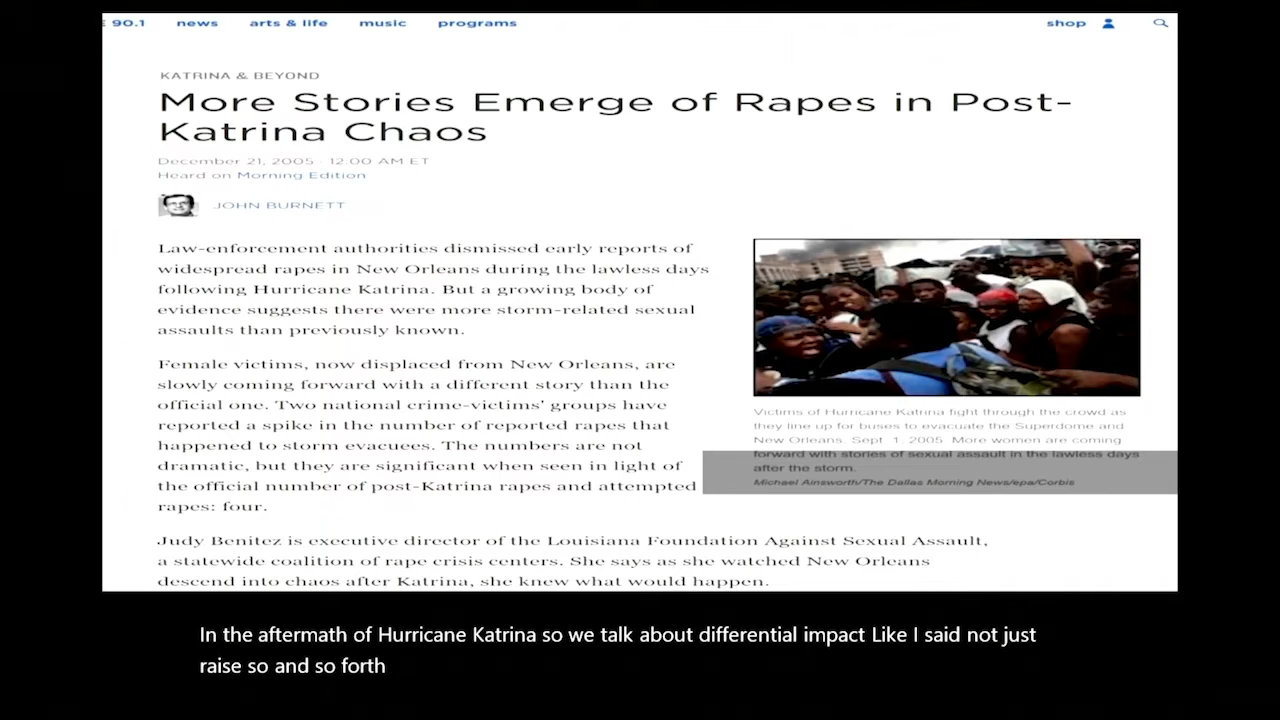 90.1 news arts & life music programs shop
KATRINA & BEYOND
More Stories Emerge of Rapes in Post-
Katrina Chaos
December 21, 2005 · 12:00 AM ET
Heard on Morning Edition
JOHN BURNETT
Law-enforcement authorities dismissed early reports of
widespread rapes in New Orleans during the lawless days
following Hurricane Katrina. But a growing body of
evidence suggests there were more storm-related sexual
assaults than previously known.
Female victims, now displaced from New Orleans, are
slowly coming forward with a different story than the
official one. Two national crime-victims' groups have
reported a spike in the number of reported rapes that
happened to storm evacuees. The numbers are not
dramatic, but they are significant when seen in light of
the official number of post-Katrina rapes and attempted
rapes: four.
Victims of Hurricane Katrina fight through the crowd as
they line up for buses to evacuate the Superdome and
New Orleans, Sept. 1, 2005. More women are coming
forward with stories of sexual assault in the lawless days
after the storm.
Michael Ainsworth/The Dallas Morning News/epa/Corbis
Judy Benitez is executive director of the Louisiana Foundation Against Sexual Assault,
a statewide coalition of rape crisis centers. She says as she watched New Orleans
descend into chaos after Katrina, she knew what would happen.
In the aftermath of Hurricane Katrina so we talk about differential impact Like I said not just
raise so and so forth